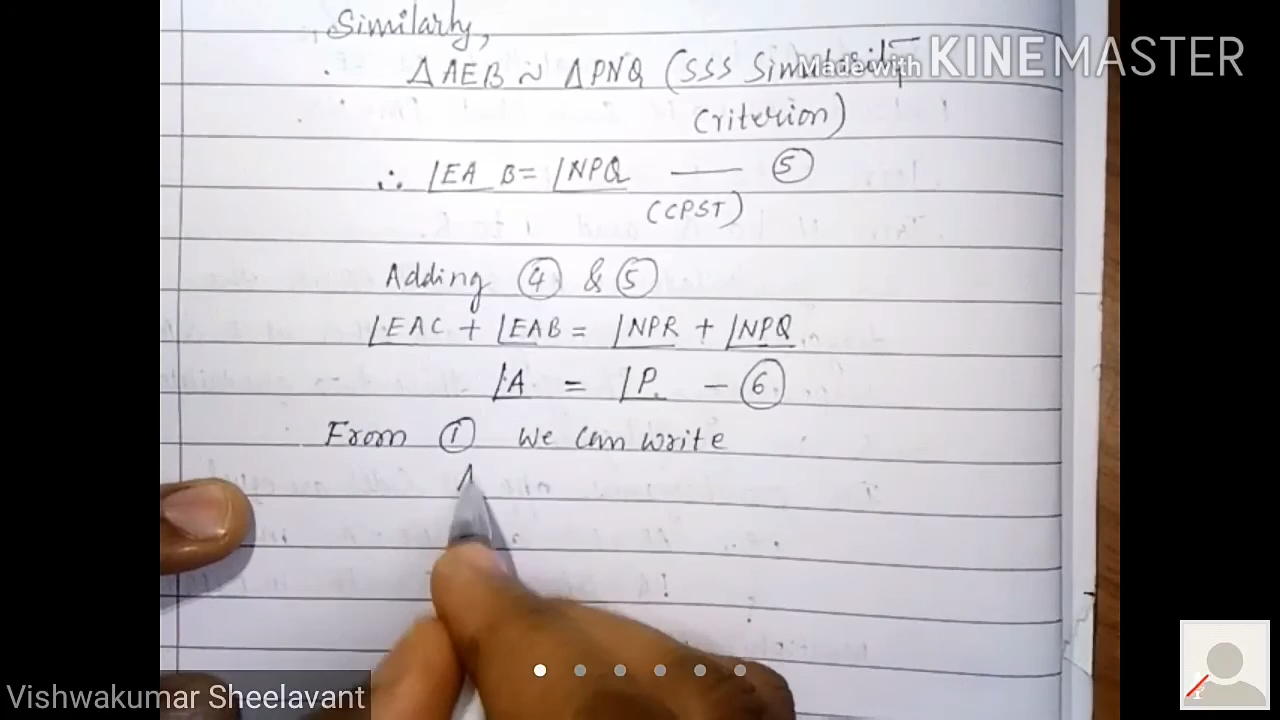 Similarly,
∆AEB ~ ∆PNQ (SSS Similarity
Made with KINEMASTER
Criterion)
∴ ∠EAB = ∠NPQ — ⑤
(CPST)
Adding ④ & ⑤
∠EAC + ∠EAB = ∠NPR + ∠NPQ
∠A = ∠P. - ⑥
From ① we can write
A
Vishwakumar Sheelavant